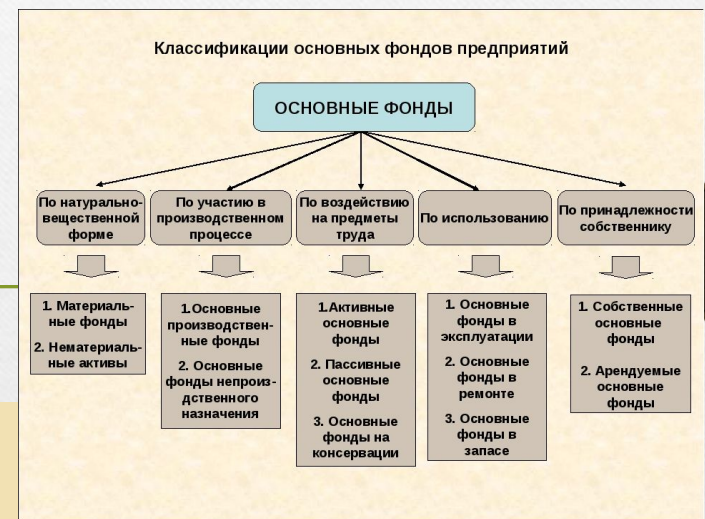 Классификации основных фондов предприятий
ОСНОВНЫЕ ФОНДЫ
По натурально-
вещественной
форме
По участию в
производственном
процессе
По воздействию
на предметы
труда
По использованию
По принадлежности
собственнику
1. Материаль-
ные фонды
2. Нематериаль-
ные активы
1.Основные
производствен-
ные фонды
2. Основные
фонды непроиз-
дственного
назначения
1.Активные
основные
фонды
2. Пассивные
основные
фонды
3. Основные
фонды на
консервации
1. Основные
фонды в
эксплуатации
2. Основные
фонды в
ремонте
3. Основные
фонды в
запасе
1. Собственные
основные
фонды
2. Арендуемые
основные
фонды